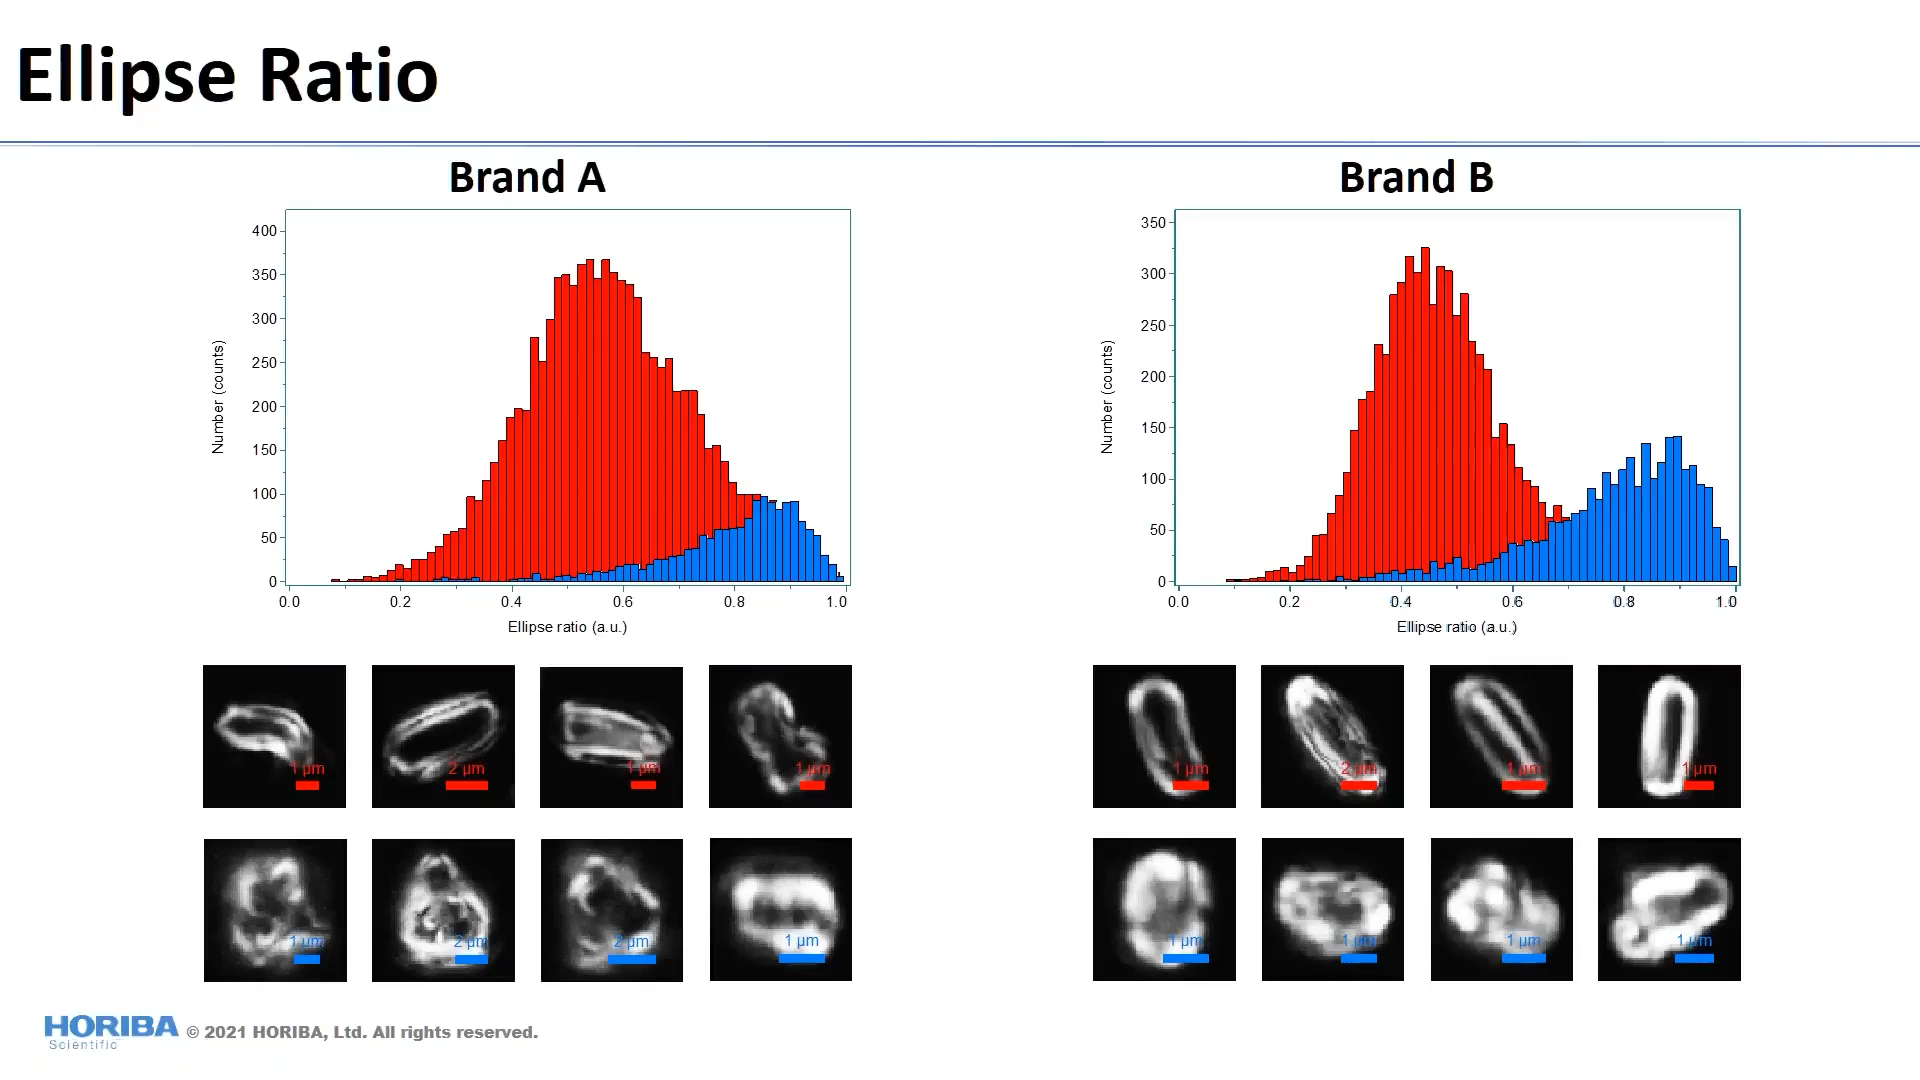 Ellipse Ratio
Brand A
400
350
300
250
200
150
100
50
0
Number (counts)
0.0 0.2 0.4 0.6 0.8 1.0
Ellipse ratio (a.u.)
Brand B
350
300
250
200
150
100
50
0
Number (counts)
0.0 0.2 0.4 0.6 0.8 1.0
Ellipse ratio (a.u.)
1 µm 2 µm 1 µm 1 µm
1 µm 2 µm 1 µm 1 µm
1 µm 2 µm 2 µm 1 µm
1 µm 1 µm 1 µm 1 µm
HORIBA
Scientific
© 2021 HORIBA, Ltd. All rights reserved.